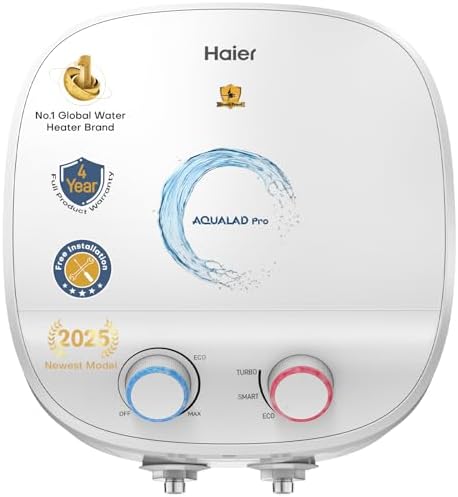 Haier
1
No.1 Global Water
Heater Brand
4
Year
Full Product Warranty
AQUALAD Pro
Free Installation
2025
Newest Model
ECO
OFF
MAX
TURBO
SMART
ECO